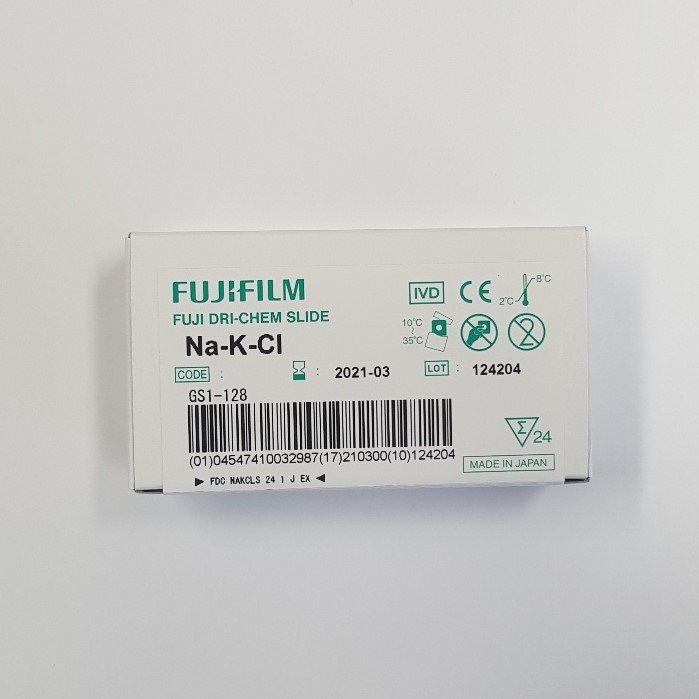 FUJIFILM
IVD CE 2℃ 8℃
FUJI DRI-CHEM SLIDE
10℃ ~ 35℃ 2
Na-K-Cl
CODE : : 2021-03 LOT : 124204
GS1-128
Σ 24
(01)04547410032987(17)210300(10)124204
MADE IN JAPAN
► FDC NAKCLS 24 1 J EX ◄